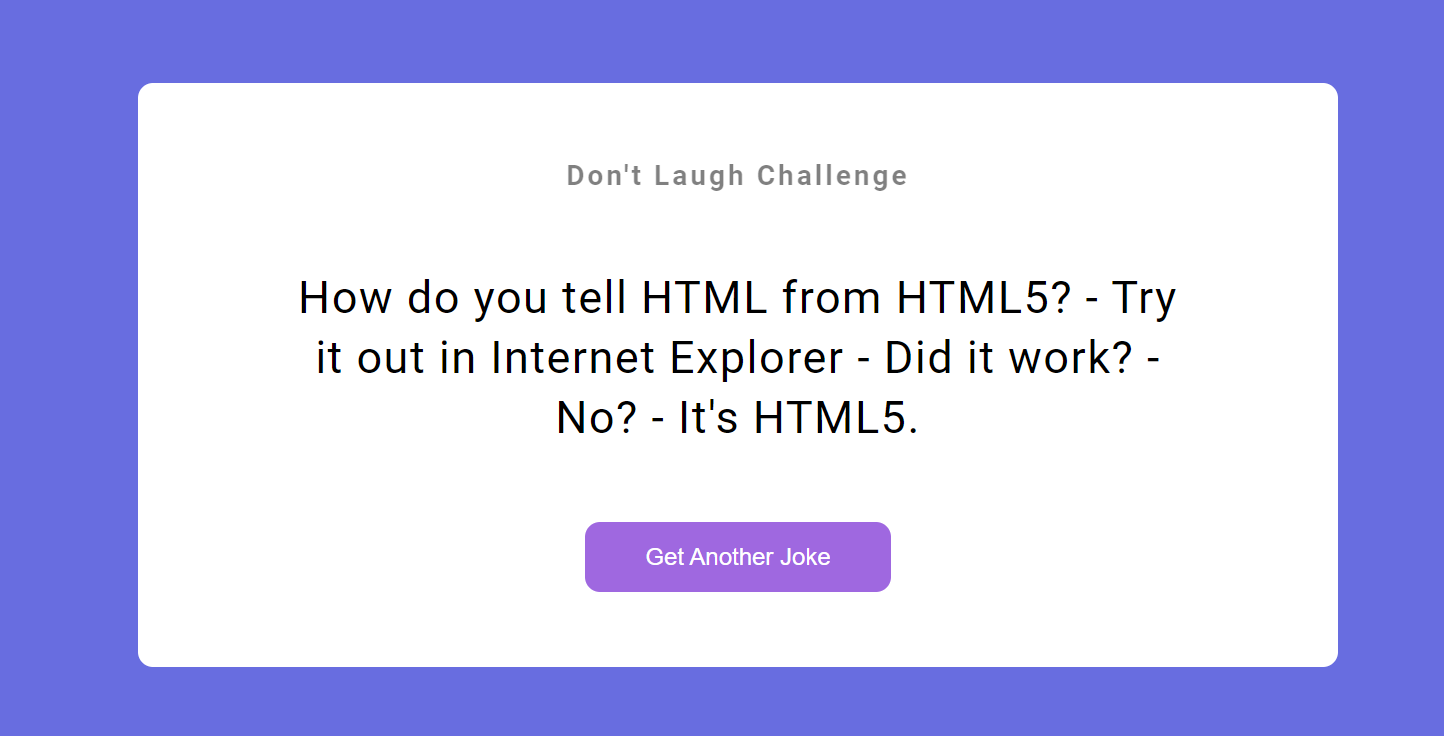 Don't Laugh Challenge
How do you tell HTML from HTML5? - Try
it out in Internet Explorer - Did it work? -
No? - It's HTML5.
Get Another Joke